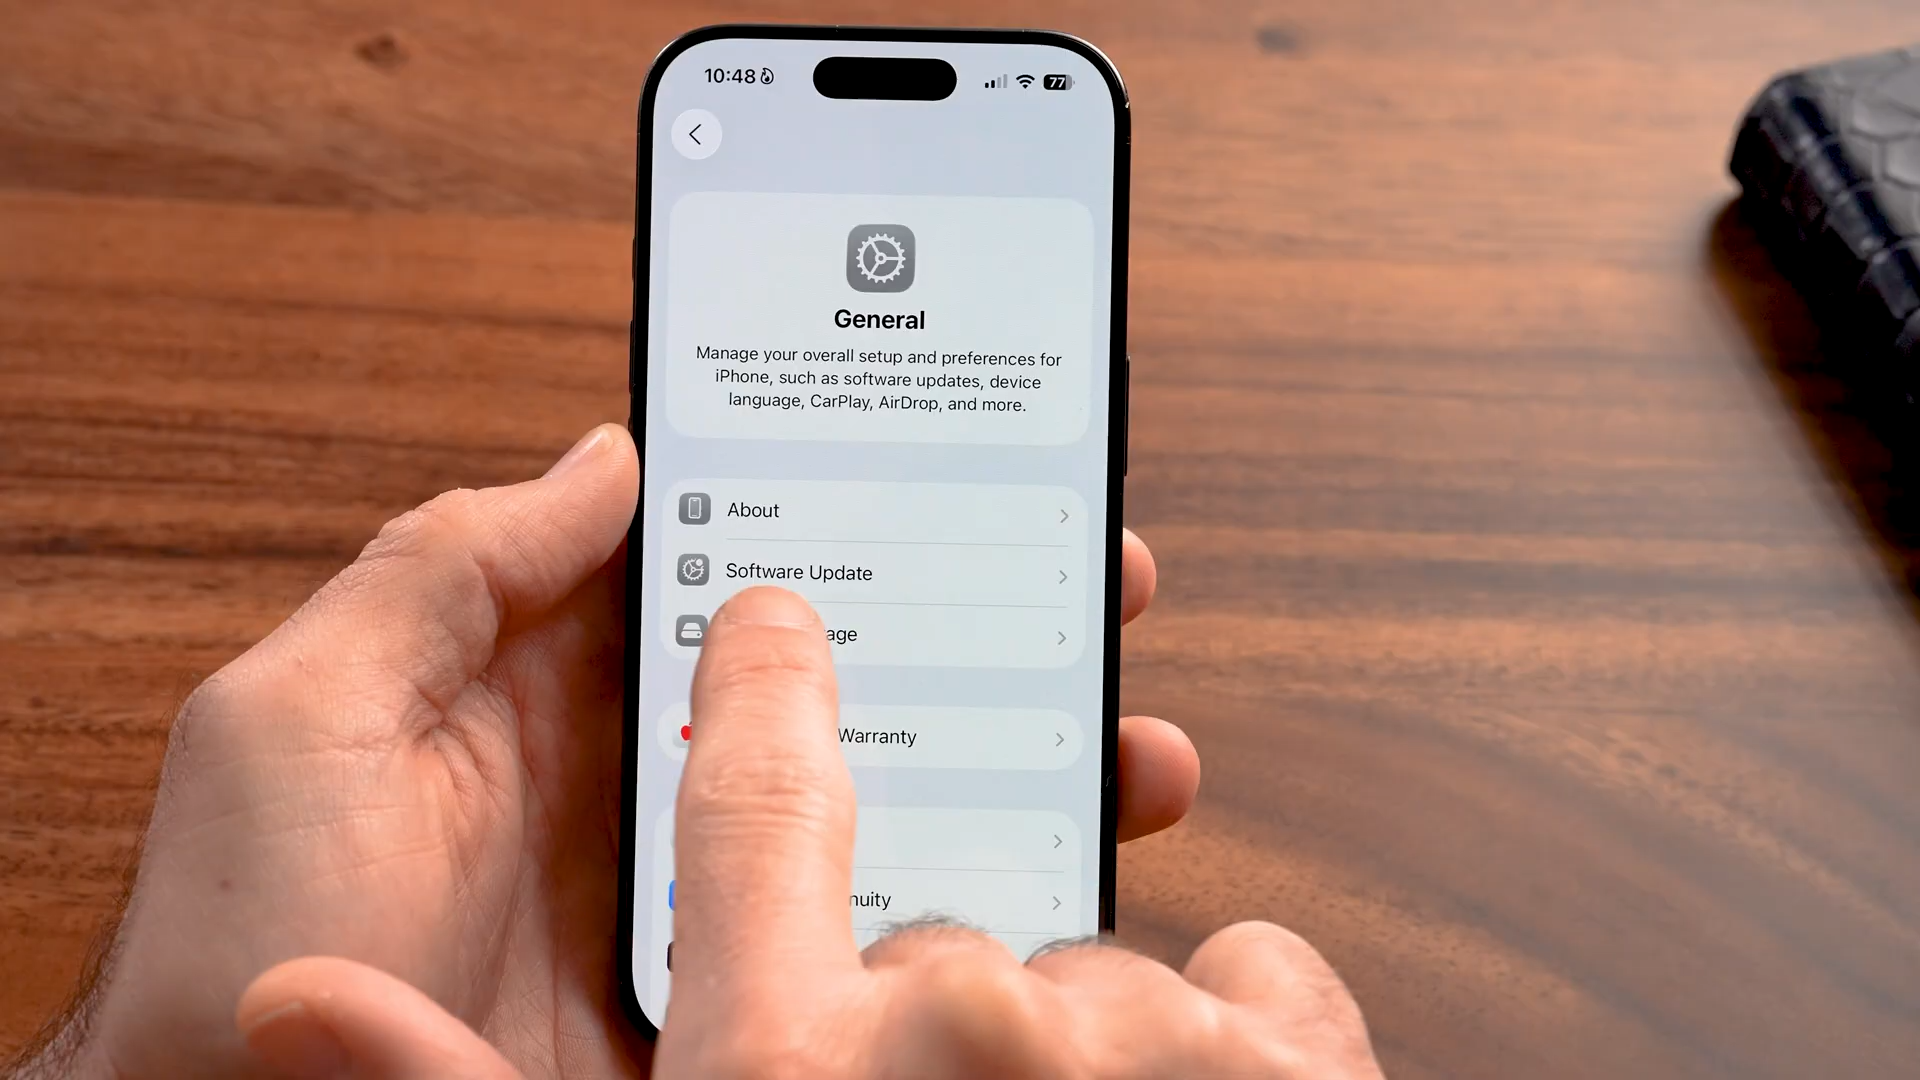 10:48
77
General
Manage your overall setup and preferences for
iPhone, such as software updates, device
language, CarPlay, AirDrop, and more.
About
Software Update
age
Warranty
nuity